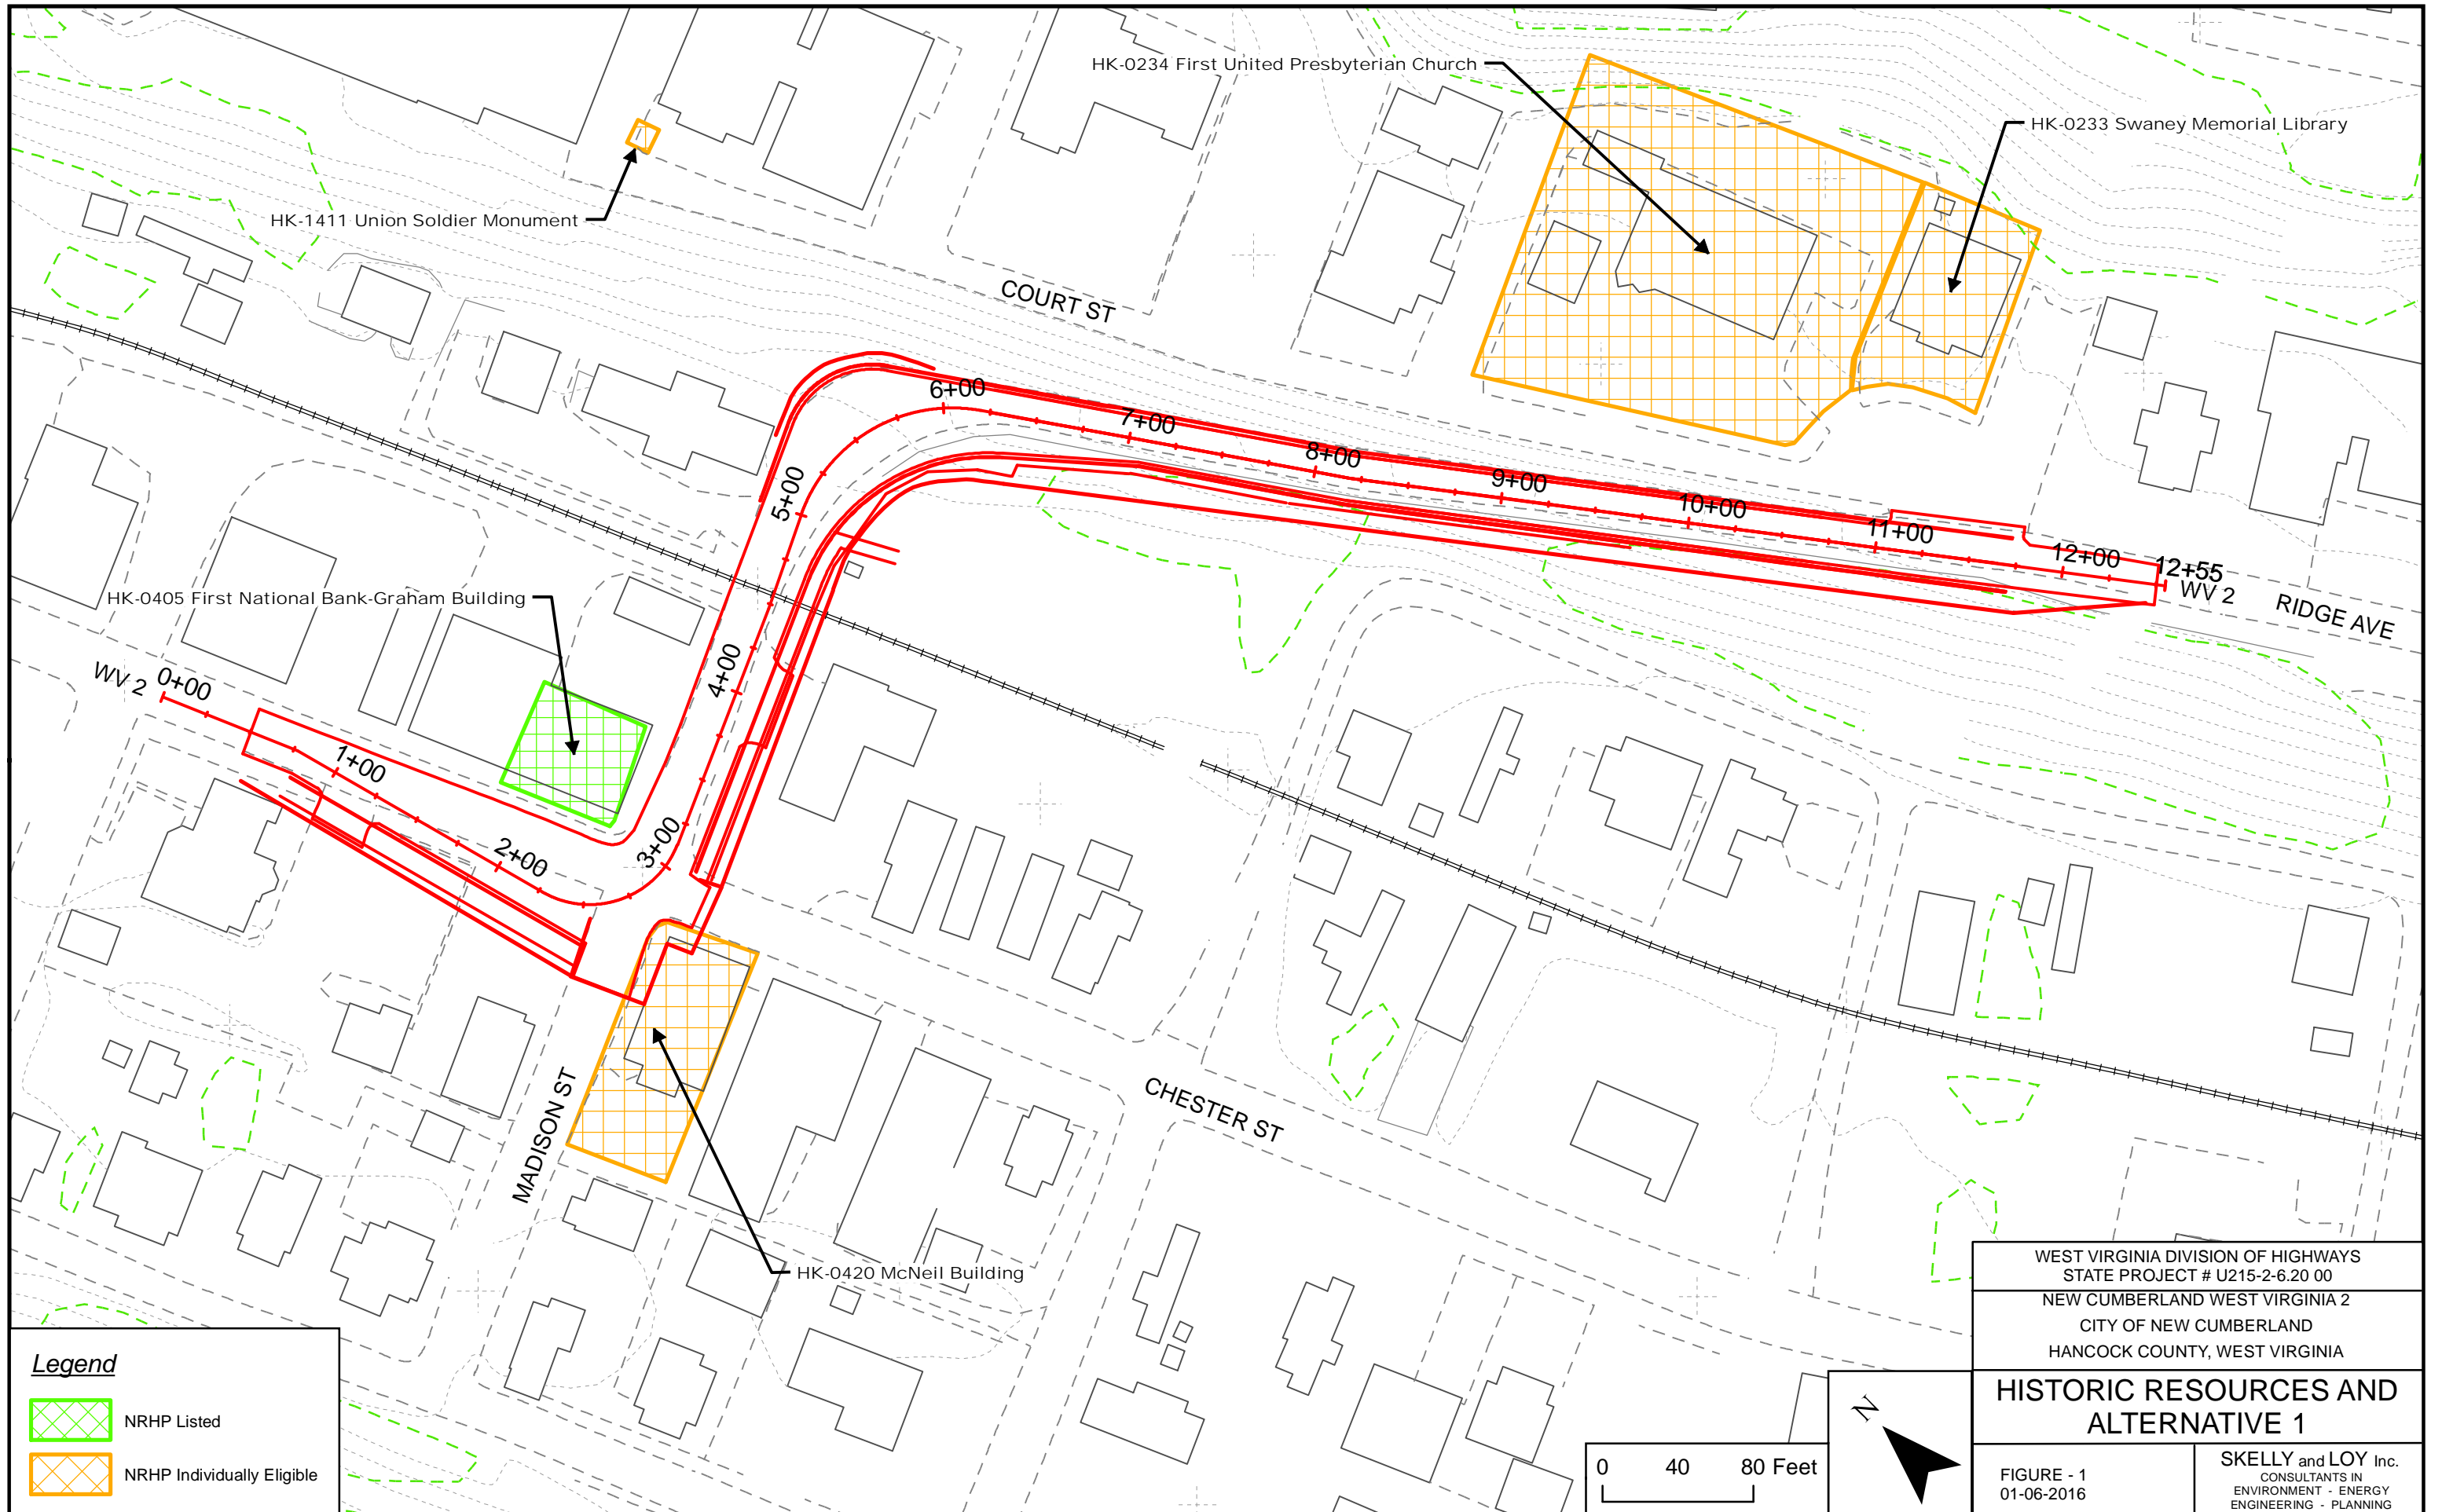 HK-0234 First United Presbyterian Church
HK-0233 Swaney Memorial Library
HK-1411 Union Soldier Monument
COURT ST
6+00
7+00
8+00
9+00
10+00
11+00
12+00
12+55
WV 2
RIDGE AVE
5+00
HK-0405 First National Bank-Graham Building
4+00
WV 2
0+00
1+00
2+00
3+00
MADISON ST
CHESTER ST
HK-0420 McNeil Building
Legend
NRHP Listed
NRHP Individually Eligible
0 40 80 Feet
N
WEST VIRGINIA DIVISION OF HIGHWAYS
STATE PROJECT # U215-2-6.20 00
NEW CUMBERLAND WEST VIRGINIA 2
CITY OF NEW CUMBERLAND
HANCOCK COUNTY, WEST VIRGINIA
HISTORIC RESOURCES AND
ALTERNATIVE 1
FIGURE - 1
01-06-2016
SKELLY and LOY Inc.
CONSULTANTS IN
ENVIRONMENT - ENERGY
ENGINEERING - PLANNING